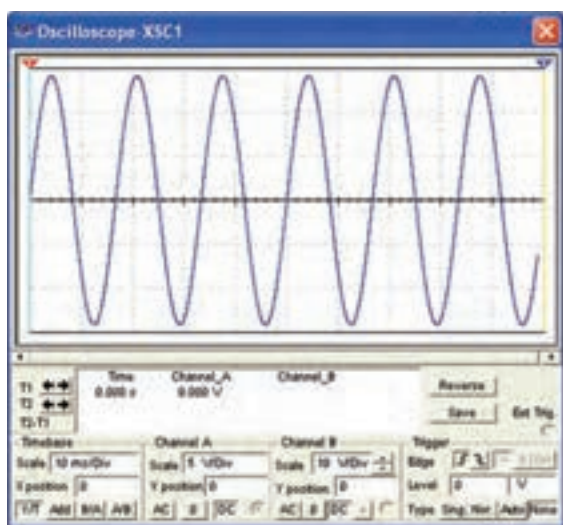 Oscilloscope-XSC1
T1
T2
T2-T1
Time Channel_A Channel_B
0.000 s 0.000 V
Reverse
Save
Ext Trig.
Timebase Channel A Channel B Trigger
Scale 10 ms/Div Scale 5 V/Div Scale 10 V/Div Edge
X position 0 Y position 0 Y position 0 Level 0 V
Y/T Add B/A A/B AC 0 DC AC 0 DC - Type Sing. Nor. Auto None